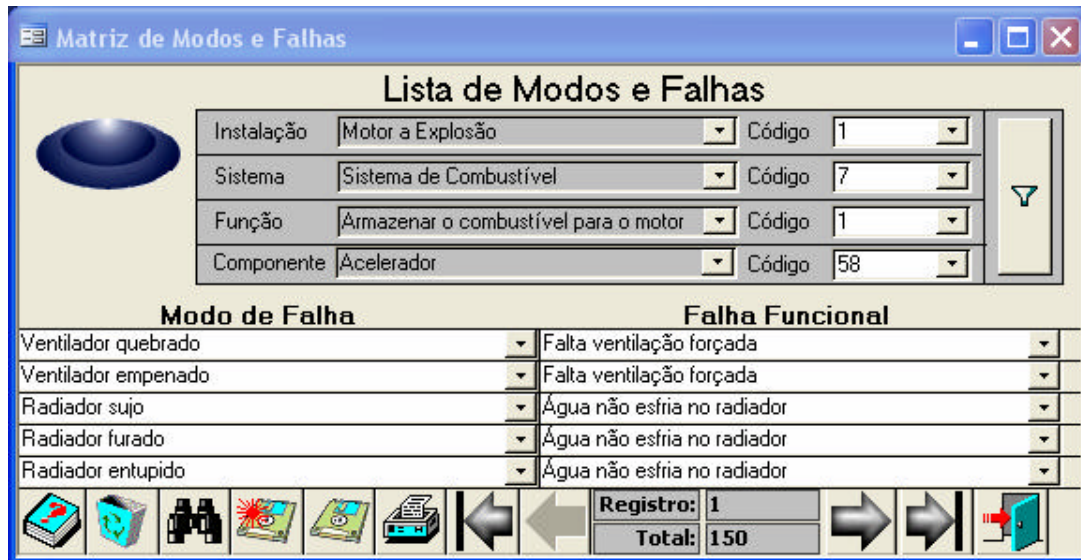 Matriz de Modos e Falhas
Lista de Modos e Falhas
Instalação Motor a Explosão Código 1
Sistema Sistema de Combustível Código 7
Função Armazenar o combustível para o motor Código 1
Componente Acelerador Código 58
Modo de Falha Falha Funcional
Ventilador quebrado Falta ventilação forçada
Ventilador empenado Falta ventilação forçada
Radiador sujo Água não esfria no radiador
Radiador furado Água não esfria no radiador
Radiador entupido Água não esfria no radiador
Registro: 1
Total: 150